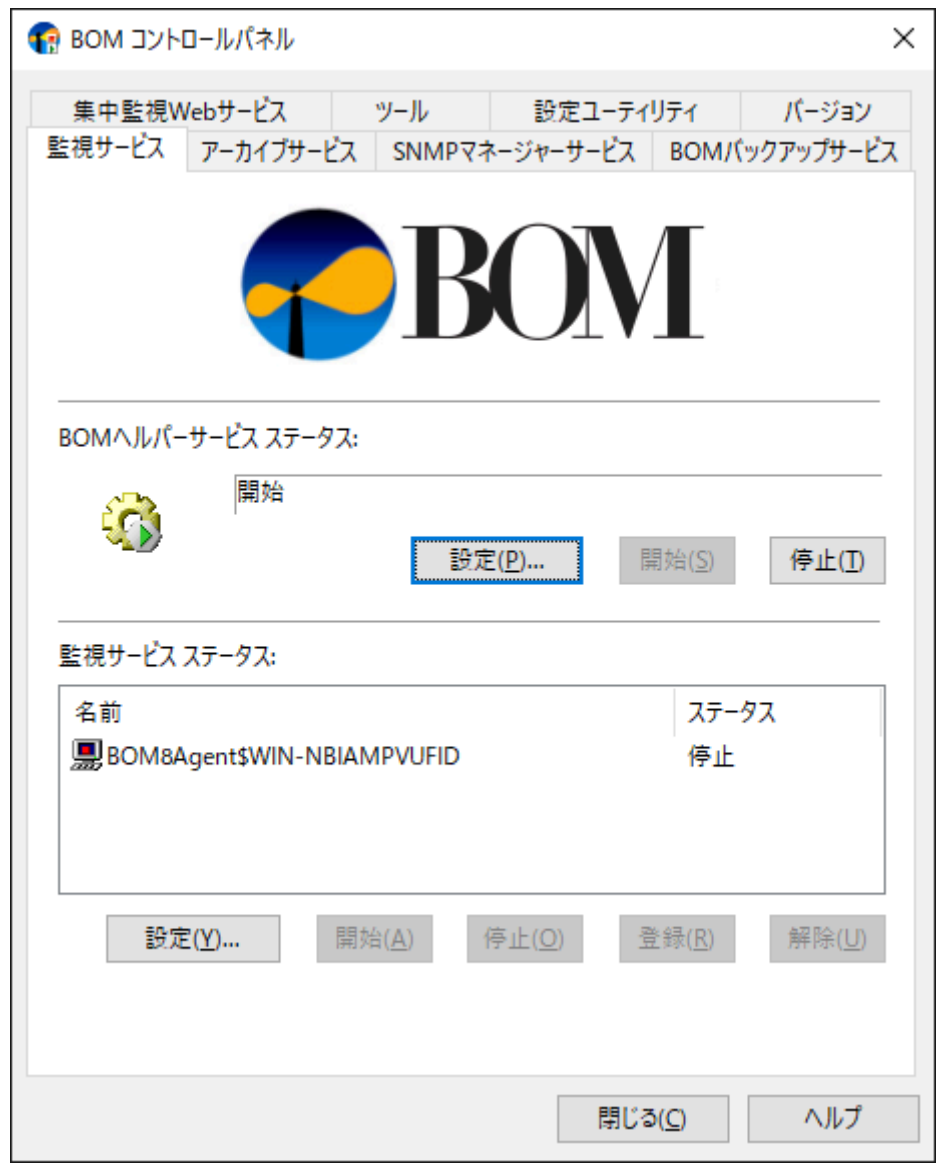 BOM コントロールパネル
集中監視Webサービス ツール 設定ユーティリティ バージョン
監視サービス アーカイブサービス SNMPマネージャーサービス BOMバックアップサービス
BOM
BOMヘルパーサービス ステータス:
開始
設定(P)... 開始(S) 停止(T)
監視サービス ステータス:
名前 ステータス
BOM8Agent$WIN-NBIAMPVUFID 停止
設定(Y)... 開始(A) 停止(O) 登録(R) 解除(U)
閉じる(C) ヘルプ